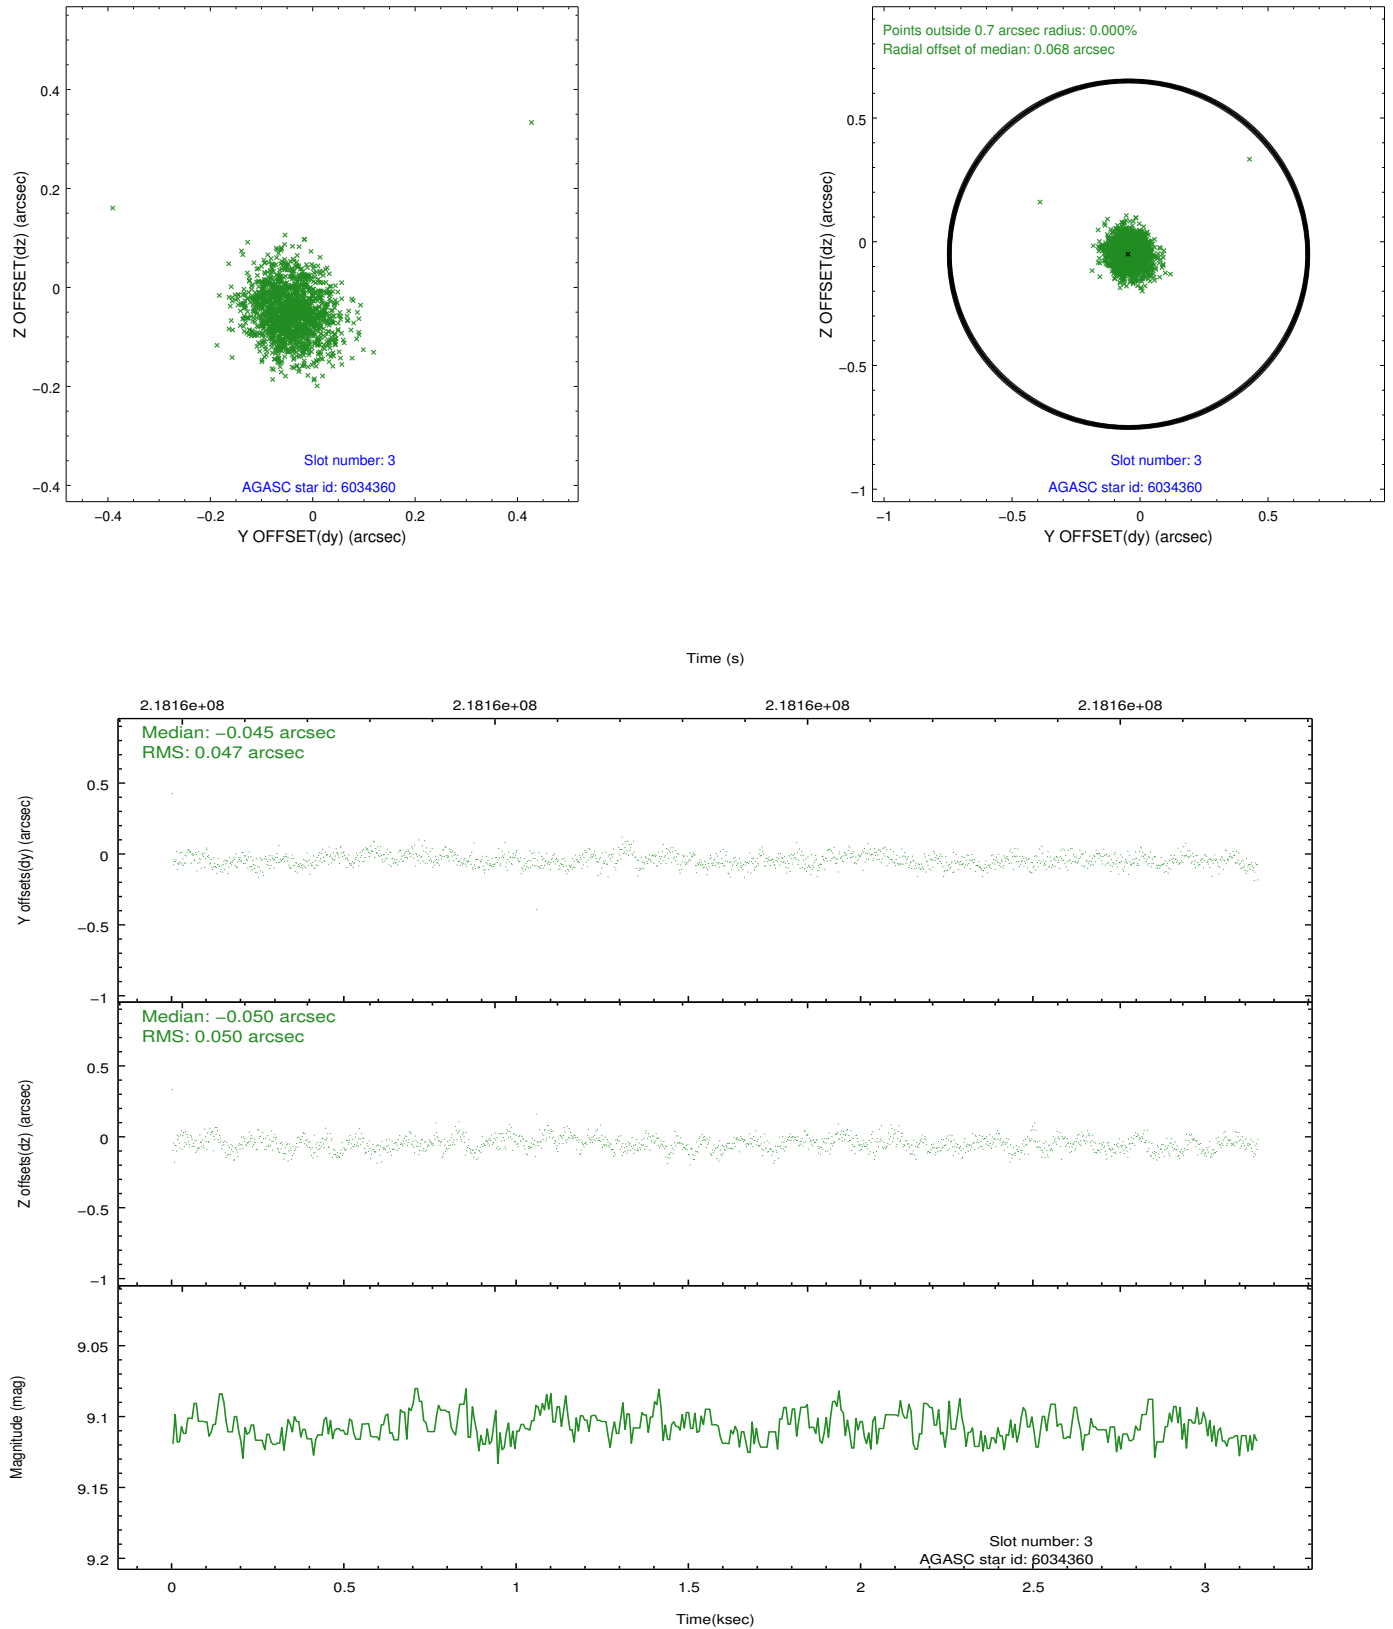 0.4
0.2
0
−0.2
−0.4
Z OFFSET(dz) (arcsec)
Slot number: 3
AGASC star id: 6034360
−0.4 −0.2 0 0.2 0.4
Y OFFSET(dy) (arcsec)
Points outside 0.7 arcsec radius: 0.000%
Radial offset of median: 0.068 arcsec
0.5
0
−0.5
−1
Z OFFSET(dz) (arcsec)
Slot number: 3
AGASC star id: 6034360
−1 −0.5 0 0.5
Y OFFSET(dy) (arcsec)
Time (s)
2.1816e+08 2.1816e+08 2.1816e+08 2.1816e+08
Median: −0.045 arcsec
RMS: 0.047 arcsec
0.5
0
−0.5
−1
Y offsets(dy) (arcsec)
Median: −0.050 arcsec
RMS: 0.050 arcsec
0.5
0
−0.5
−1
Z offsets(dz) (arcsec)
9.05
9.1
9.15
9.2
Magnitude (mag)
Slot number: 3
AGASC star id: 6034360
0 0.5 1 1.5 2 2.5 3
Time(ksec)